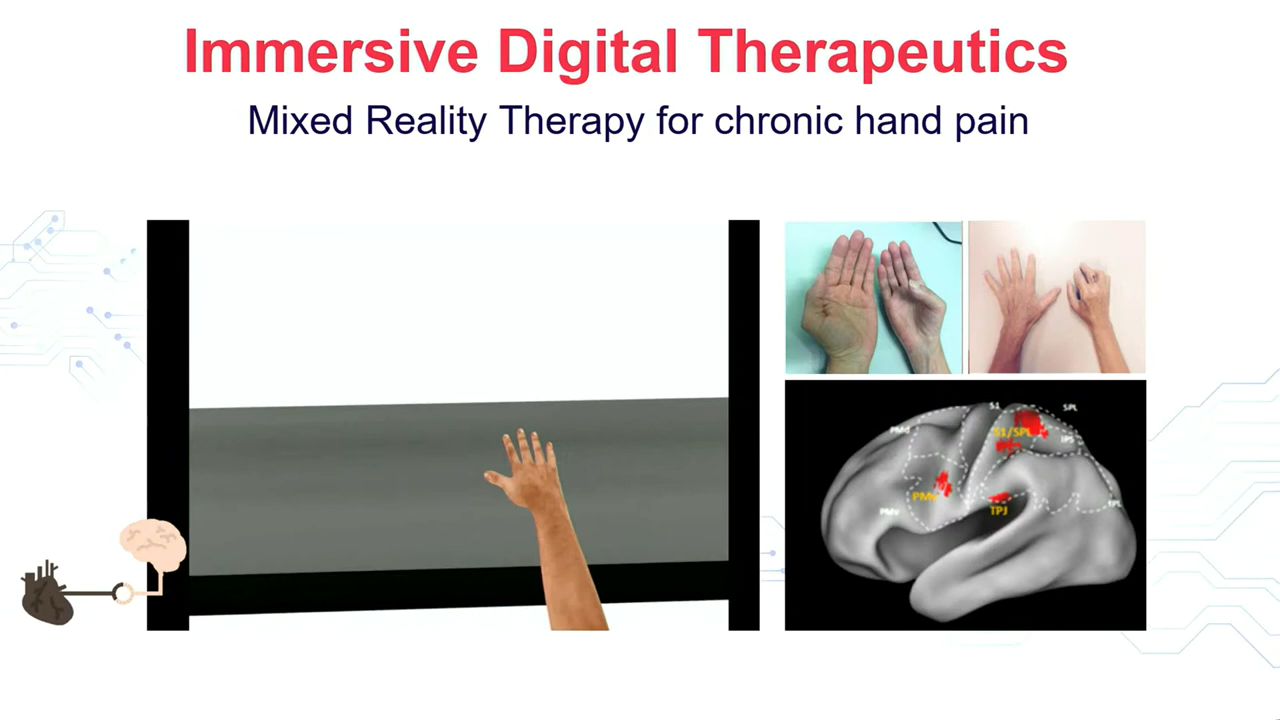 Immersive Digital Therapeutics
Mixed Reality Therapy for chronic hand pain
S1
SPL
PMd
S1/SPL
IPS
PMv
PMv
TPJ